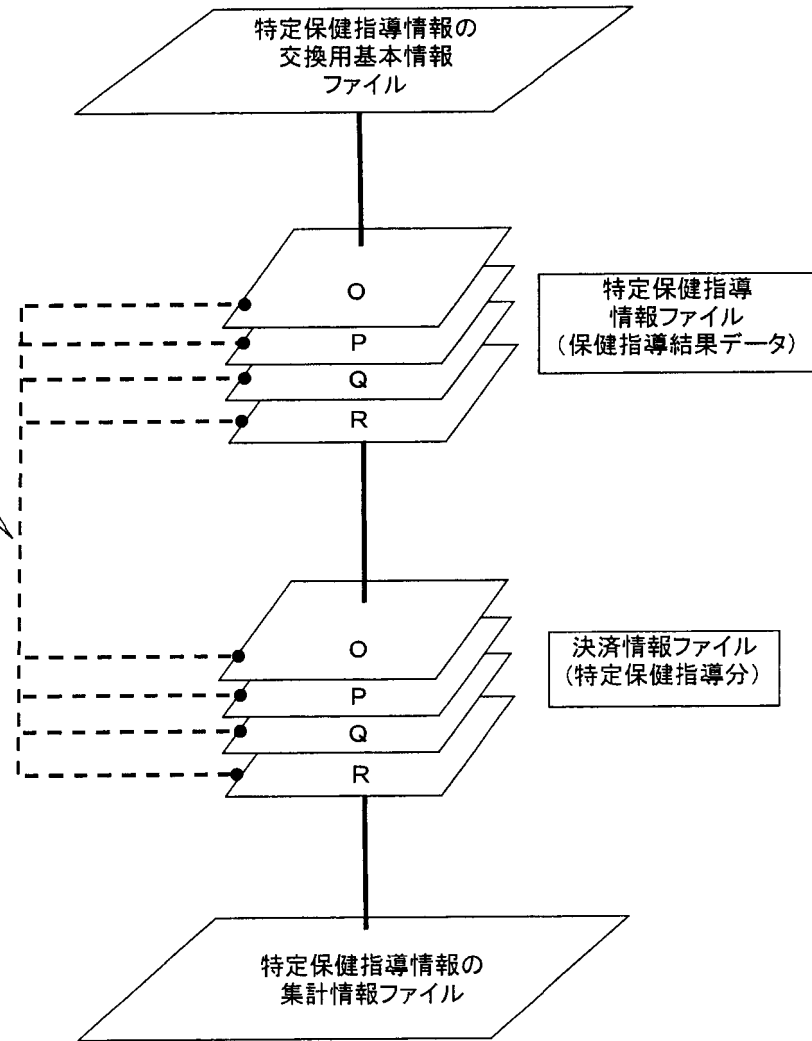 特定保健指導情報の
交換用基本情報
ファイル
O
P
Q
R
特定保健指導
情報ファイル
(保健指導結果データ)
O
P
Q
R
決済情報ファイル
(特定保健指導分)
特定保健指導情報の
集計情報ファイル